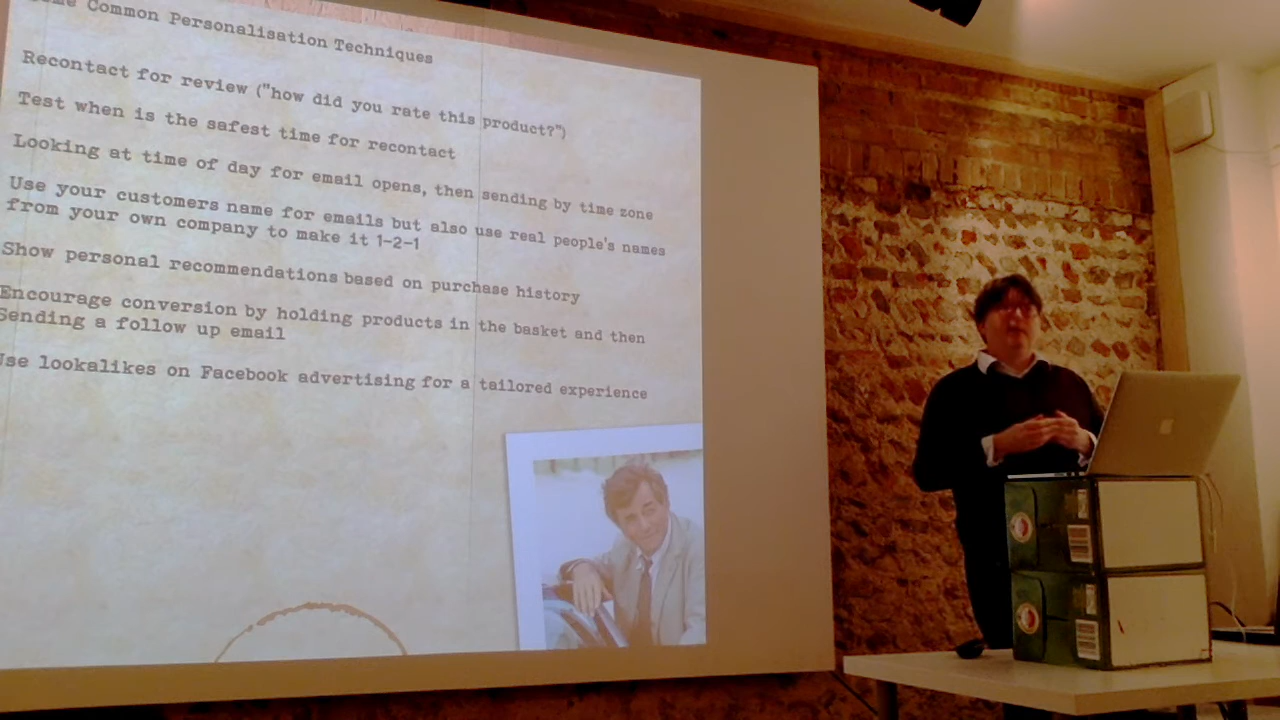 Some Common Personalisation Techniques
Recontact for review ("how did you rate this product?")
Test when is the safest time for recontact
Looking at time of day for email opens, then sending by time zone
Use your customers name for emails but also use real people's names
from your own company to make it 1-2-1
Show personal recommendations based on purchase history
Encourage conversion by holding products in the basket and then
Sending a follow up email
Use lookalikes on Facebook advertising for a tailored experience